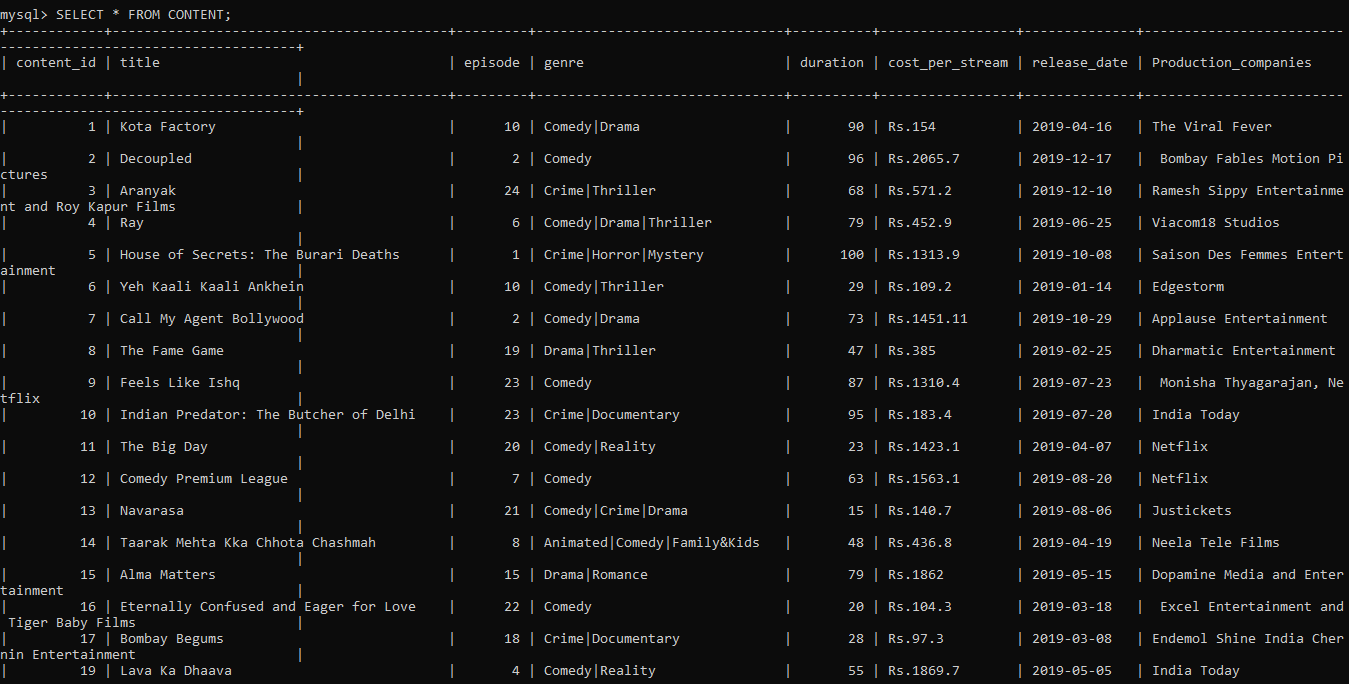 mysql> SELECT * FROM CONTENT;
+------------+------------------------------------------+---------+-------------------------------+----------+-----------------+--------------+-------------------------
-------------------------------------+
| content_id | title                                    | episode | genre                         | duration | cost_per_stream | release_date | Production_companies
                                     |
+------------+------------------------------------------+---------+-------------------------------+----------+-----------------+--------------+-------------------------
-------------------------------------+
|          1 | Kota Factory                             |      10 | Comedy|Drama                  |       90 | Rs.154          | 2019-04-16   | The Viral Fever
                                     |
|          2 | Decoupled                                |       2 | Comedy                        |       96 | Rs.2065.7       | 2019-12-17   |  Bombay Fables Motion Pi
ctures                               |
|          3 | Aranyak                                  |      24 | Crime|Thriller                |       68 | Rs.571.2        | 2019-12-10   | Ramesh Sippy Entertainme
nt and Roy Kapur Films               |
|          4 | Ray                                      |       6 | Comedy|Drama|Thriller         |       79 | Rs.452.9        | 2019-06-25   | Viacom18 Studios
                                     |
|          5 | House of Secrets: The Burari Deaths      |       1 | Crime|Horror|Mystery          |      100 | Rs.1313.9       | 2019-10-08   | Saison Des Femmes Entert
ainment                              |
|          6 | Yeh Kaali Kaali Ankhein                  |      10 | Comedy|Thriller               |       29 | Rs.109.2        | 2019-01-14   | Edgestorm
                                     |
|          7 | Call My Agent Bollywood                  |       2 | Comedy|Drama                  |       73 | Rs.1451.11      | 2019-10-29   | Applause Entertainment
                                     |
|          8 | The Fame Game                            |      19 | Drama|Thriller                |       47 | Rs.385          | 2019-02-25   | Dharmatic Entertainment
                                     |
|          9 | Feels Like Ishq                          |      23 | Comedy                        |       87 | Rs.1310.4       | 2019-07-23   |  Monisha Thyagarajan, Ne
tflix                                |
|         10 | Indian Predator: The Butcher of Delhi    |      23 | Crime|Documentary             |       95 | Rs.183.4        | 2019-07-20   | India Today
                                     |
|         11 | The Big Day                              |      20 | Comedy|Reality                |       23 | Rs.1423.1       | 2019-04-07   | Netflix
                                     |
|         12 | Comedy Premium League                    |       7 | Comedy                        |       63 | Rs.1563.1       | 2019-08-20   | Netflix
                                     |
|         13 | Navarasa                                 |      21 | Comedy|Crime|Drama            |       15 | Rs.140.7        | 2019-08-06   | Justickets
                                     |
|         14 | Taarak Mehta Kka Chhota Chashmah         |       8 | Animated|Comedy|Family&Kids   |       48 | Rs.436.8        | 2019-04-19   | Neela Tele Films
                                     |
|         15 | Alma Matters                             |      15 | Drama|Romance                 |       79 | Rs.1862         | 2019-05-15   | Dopamine Media and Enter
tainment                             |
|         16 | Eternally Confused and Eager for Love    |      22 | Comedy                        |       20 | Rs.104.3        | 2019-03-18   |  Excel Entertainment and
 Tiger Baby Films                    |
|         17 | Bombay Begums                            |      18 | Crime|Documentary             |       28 | Rs.97.3         | 2019-03-08   | Endemol Shine India Cher
nin Entertainment                    |
|         19 | Lava Ka Dhaava                           |       4 | Comedy|Reality                |       55 | Rs.1869.7       | 2019-05-05   | India Today